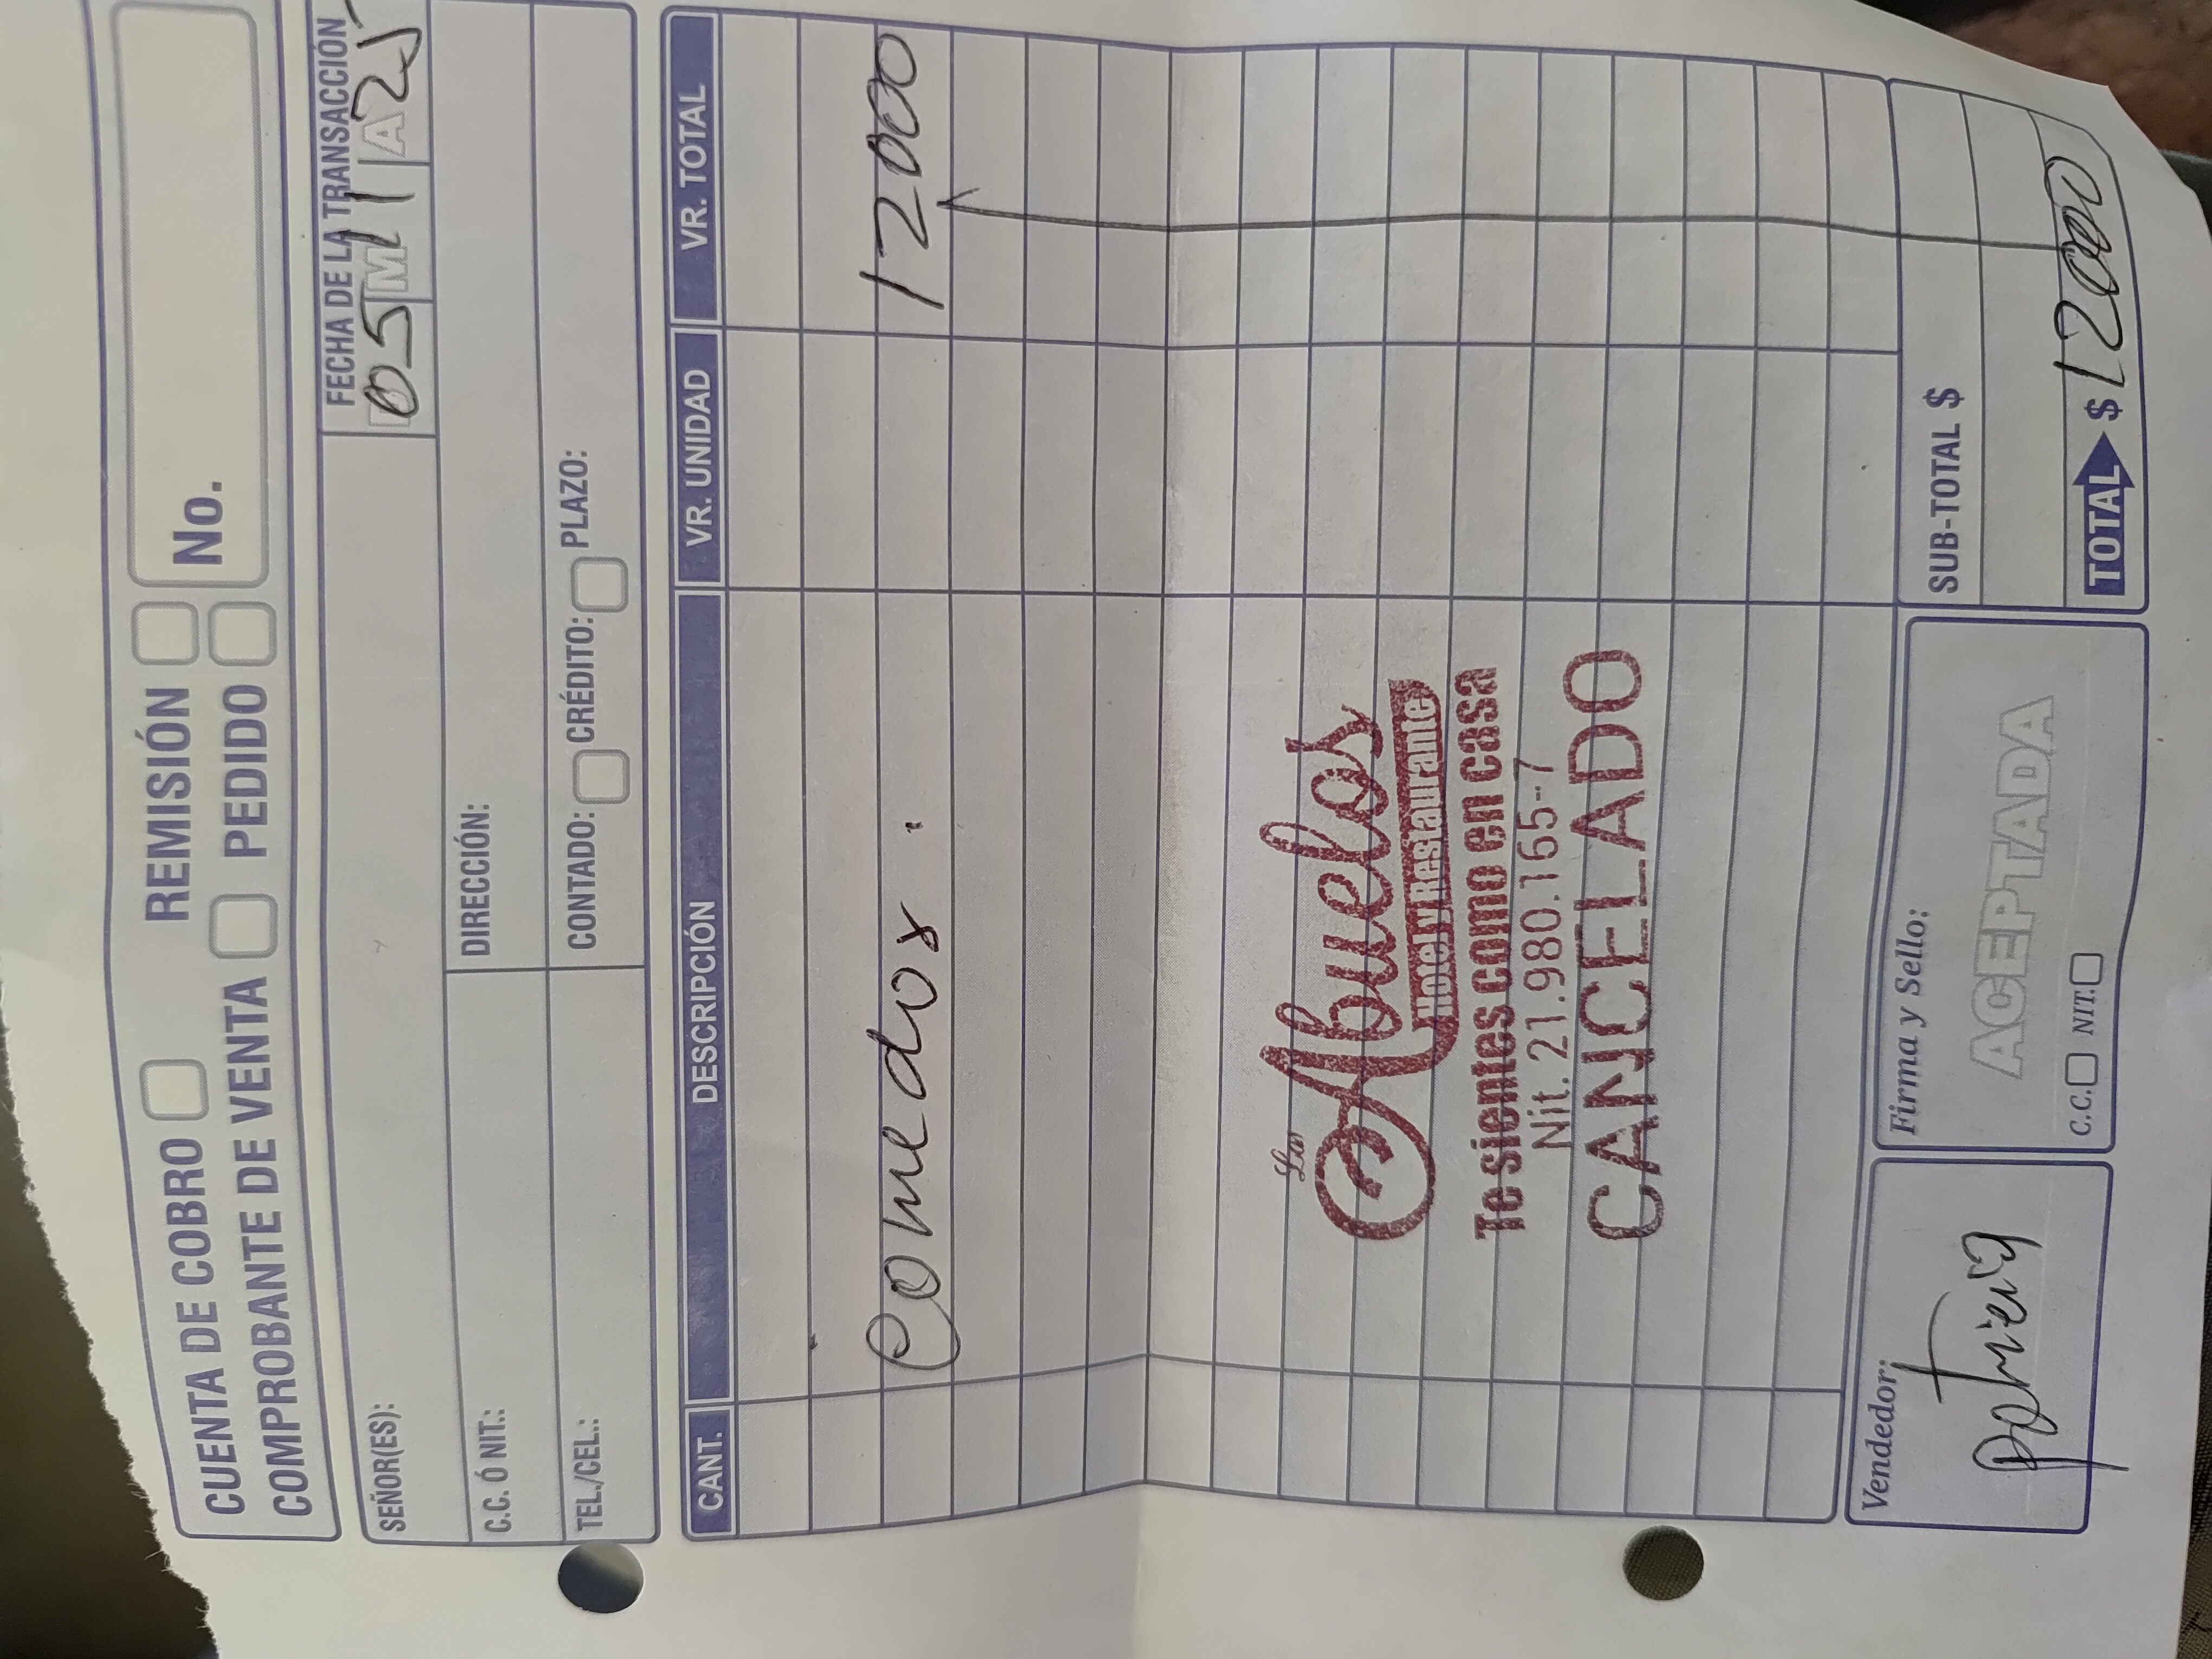 CUENTA DE COBRO REMISIÓN
COMPROBANTE DE VENTA PEDIDO No.
SEÑOR(ES): FECHA DE LA TRANSACCIÓN
05 M 11 A 25
C.C. Ó NIT.: DIRECCIÓN:
TEL./CEL.: CONTADO: CRÉDITO: PLAZO:
CANT. DESCRIPCIÓN VR. UNIDAD VR. TOTAL
Comedor. 12000
Los
Abuelos
Hotel y Restaurante
Te sientes como en casa
Nit. 21.980.165-7
CANCELADO
Vendedor: Firma y Sello: SUB-TOTAL $
ACEPTADA
C.C. NIT. TOTAL $ 12000